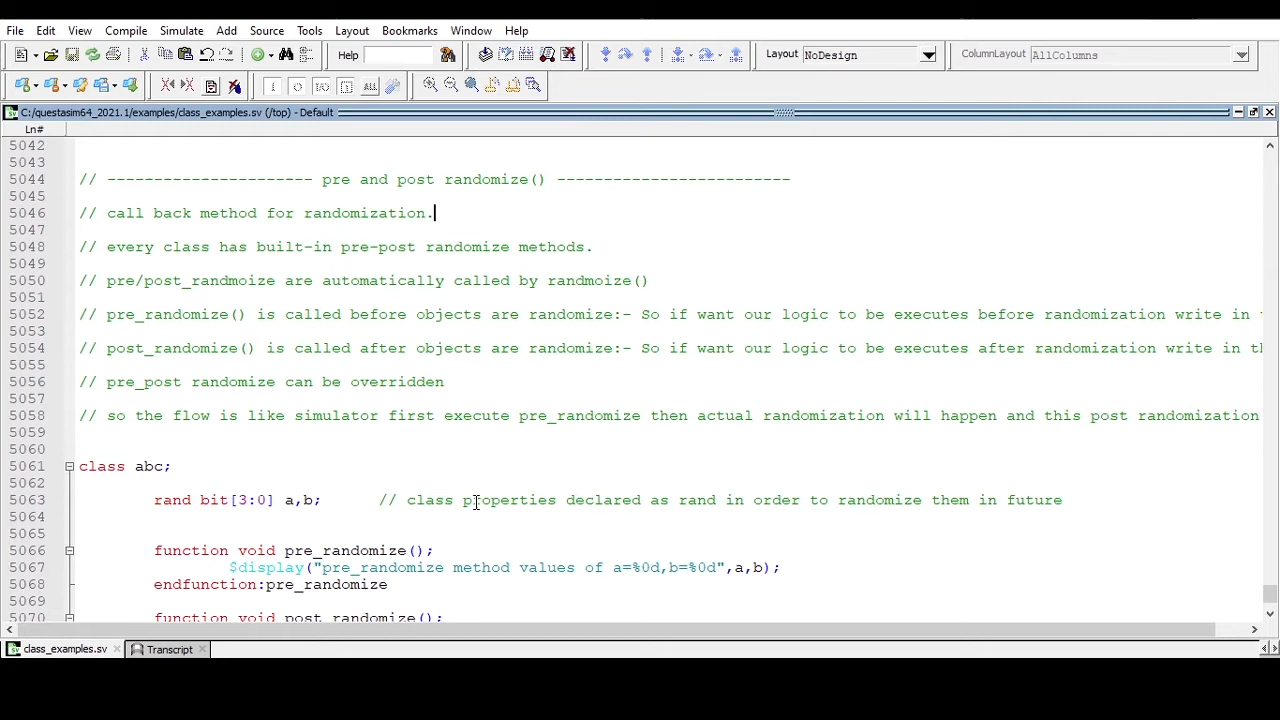 File Edit View Compile Simulate Add Source Tools Layout Bookmarks Window Help
Help Layout NoDesign ColumnLayout AllColumns
C:/questasim64_2021.1/examples/class_examples.sv (/top) - Default
Ln#
5042
5043
5044 // ---------------------- pre and post randomize() -------------------------
5045
5046 // call back method for randomization.
5047
5048 // every class has built-in pre-post randomize methods.
5049
5050 // pre/post_randmoize are automatically called by randmoize()
5051
5052 // pre_randomize() is called before objects are randomize:- So if want our logic to be executes before randomization write in
5053
5054 // post_randomize() is called after objects are randomize:- So if want our logic to be executes after randomization write in
5055
5056 // pre_post randomize can be overridden
5057
5058 // so the flow is like simulator first execute pre_randomize then actual randomization will happen and this post randomization
5059
5060
5061 class abc;
5062
5063 rand bit[3:0] a,b; // class properties declared as rand in order to randomize them in future
5064
5065
5066 function void pre_randomize();
5067 $display("pre_randomize method values of a=%0d,b=%0d",a,b);
5068 endfunction:pre_randomize
5069
5070 function void post_randomize();
class_examples.sv Transcript